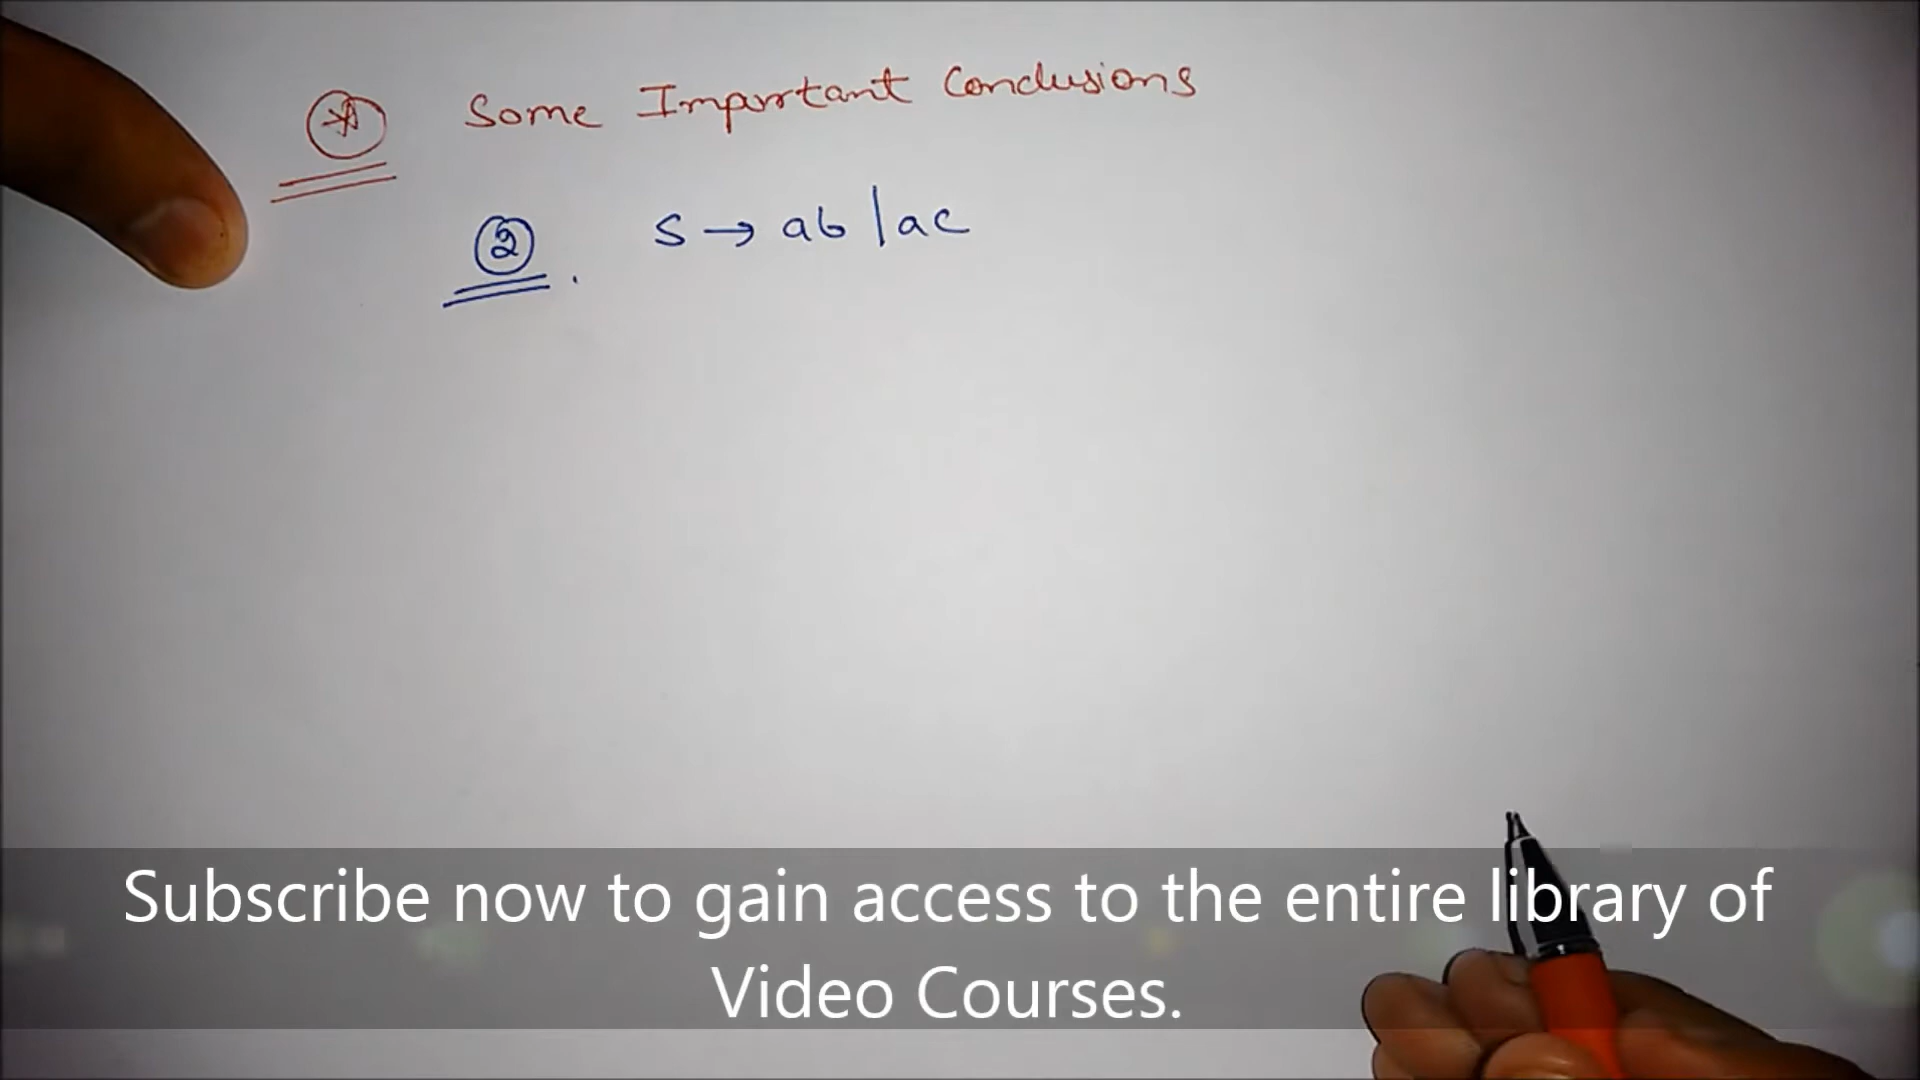 * Some Important Conclusions
2. S → ab | ac
Subscribe now to gain access to the entire library of
Video Courses.